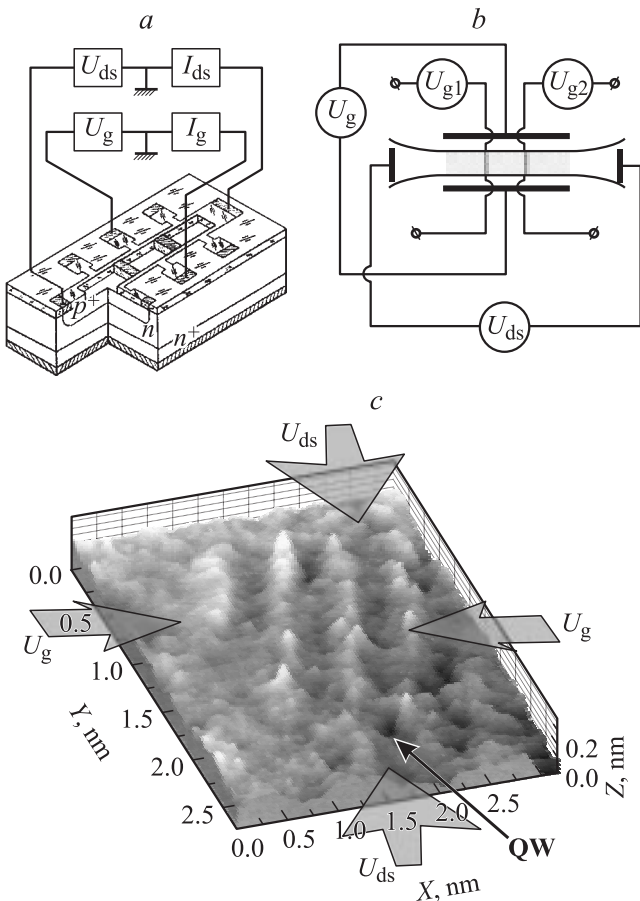 a
U_ds
I_ds
U_g
I_g
p+
n
n+
b
U_g1
U_g2
U_g
U_ds
c
U_ds
0.0
0.5
U_g
U_g
1.0
Y, nm
1.5
2.0
2.5
0.2
0.0
Z, nm
0.0
0.5
1.0
1.5
2.0
2.5
QW
U_ds
X, nm